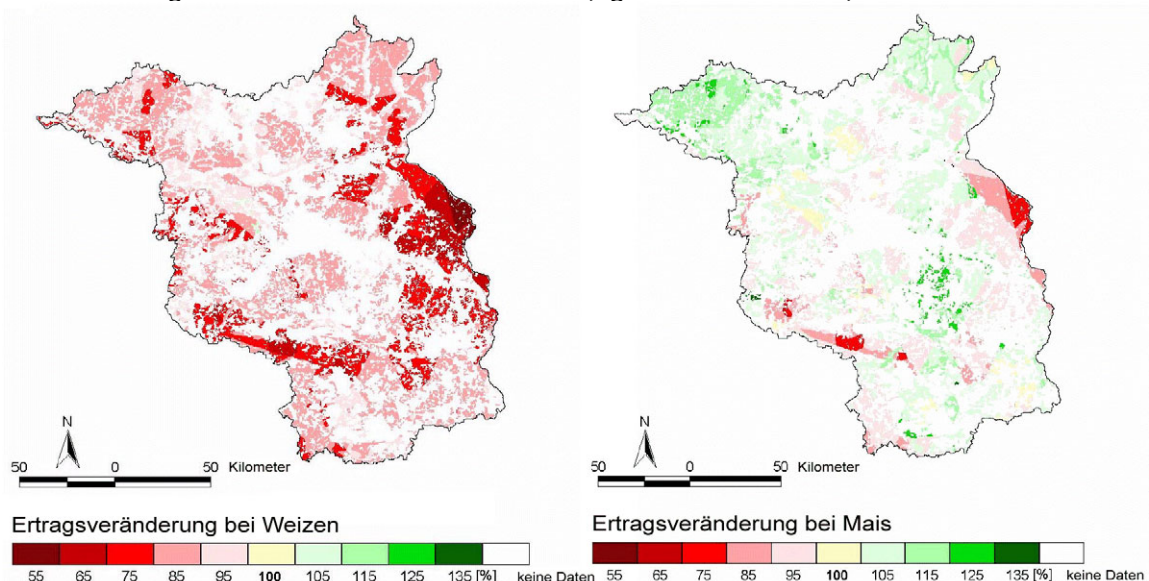 N
50 0 50 Kilometer
Ertragsveränderung bei Weizen
55 65 75 85 95 100 105 115 125 135 [%] keine Daten
N
50 0 50 Kilometer
Ertragsveränderung bei Mais
55 65 75 85 95 100 105 115 125 135 [%] keine Daten